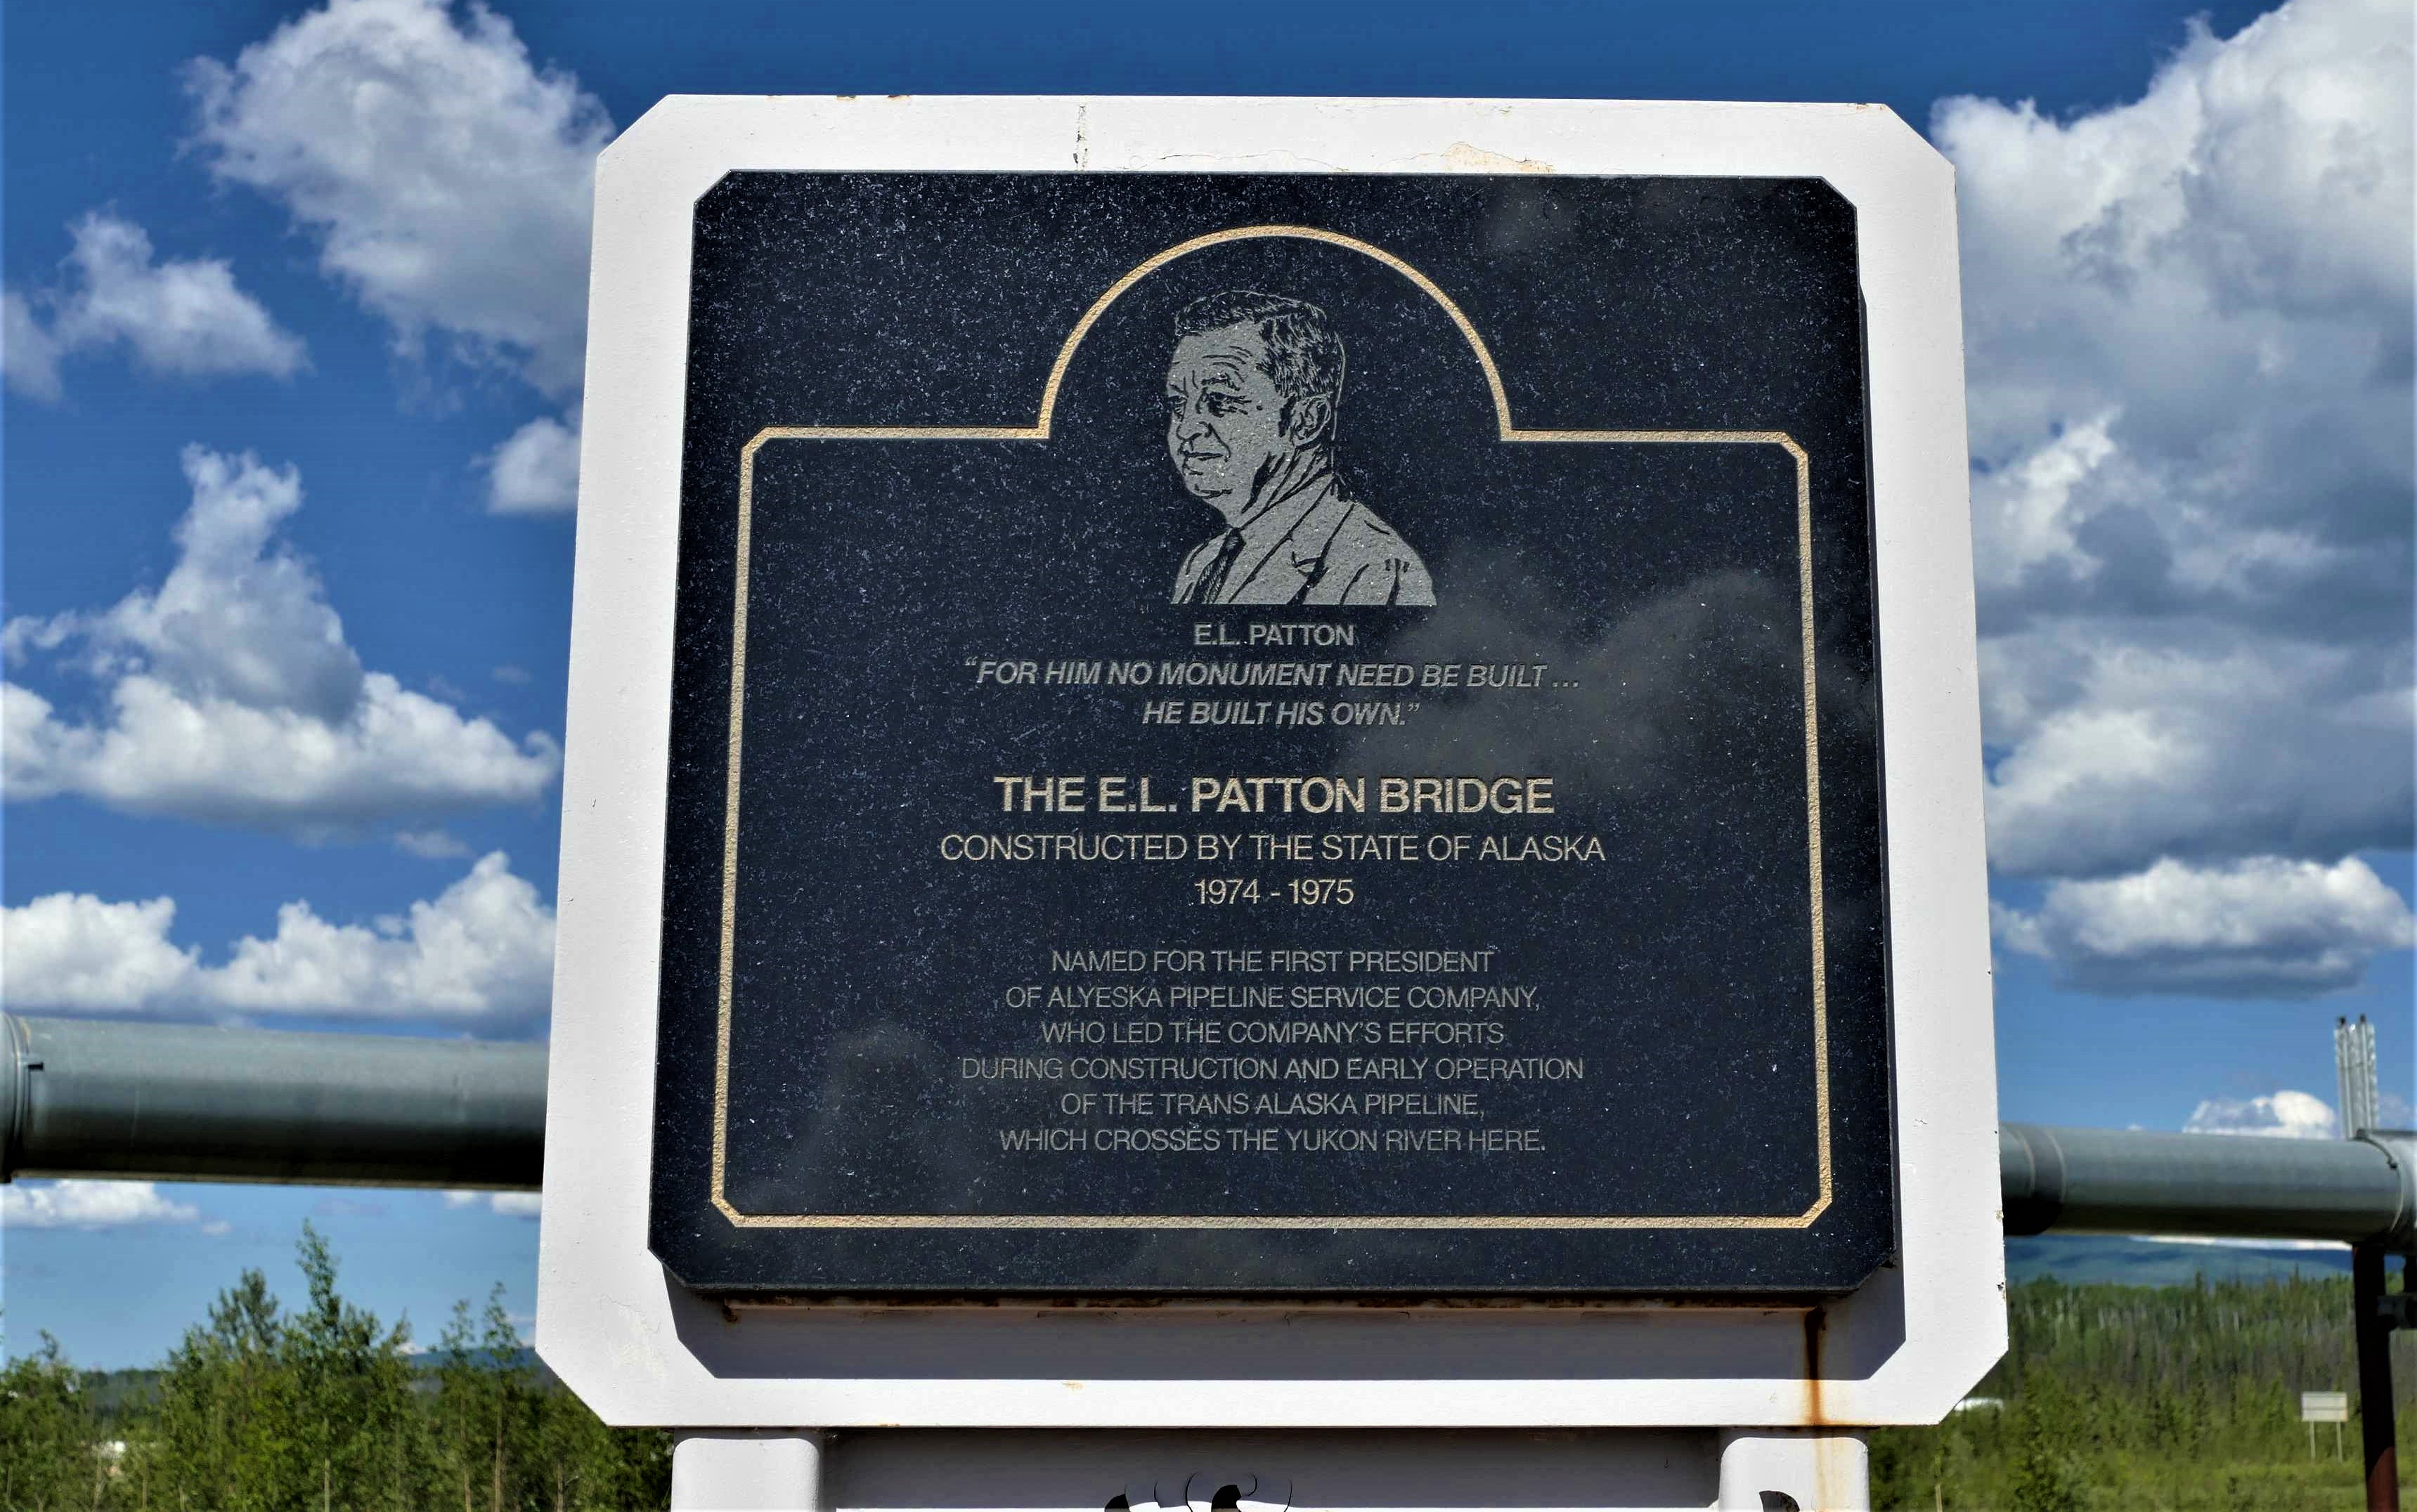 E.L. PATTON
“FOR HIM NO MONUMENT NEED BE BUILT ...
HE BUILT HIS OWN.”
THE E.L. PATTON BRIDGE
CONSTRUCTED BY THE STATE OF ALASKA
1974 - 1975
NAMED FOR THE FIRST PRESIDENT
OF ALYESKA PIPELINE SERVICE COMPANY,
WHO LED THE COMPANY’S EFFORTS
DURING CONSTRUCTION AND EARLY OPERATION
OF THE TRANS ALASKA PIPELINE,
WHICH CROSSES THE YUKON RIVER HERE.